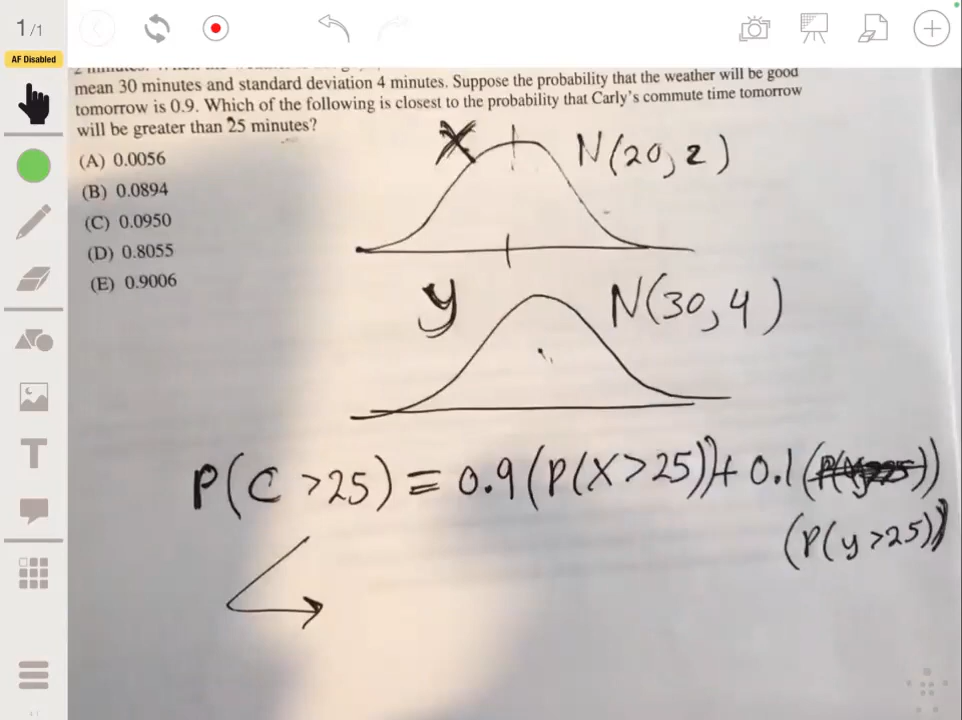 1/1
AF Disabled
mean 30 minutes and standard deviation 4 minutes. Suppose the probability that the weather will be good
tomorrow is 0.9. Which of the following is closest to the probability that Carly's commute time tomorrow
will be greater than 25 minutes?
(A) 0.0056
(B) 0.0894
(C) 0.0950
(D) 0.8055
(E) 0.9006
X N(20, 2)
y N(30, 4)
P(C > 25) = 0.9 (P(X > 25)) + 0.1 ( ))
(P(y > 25))
T